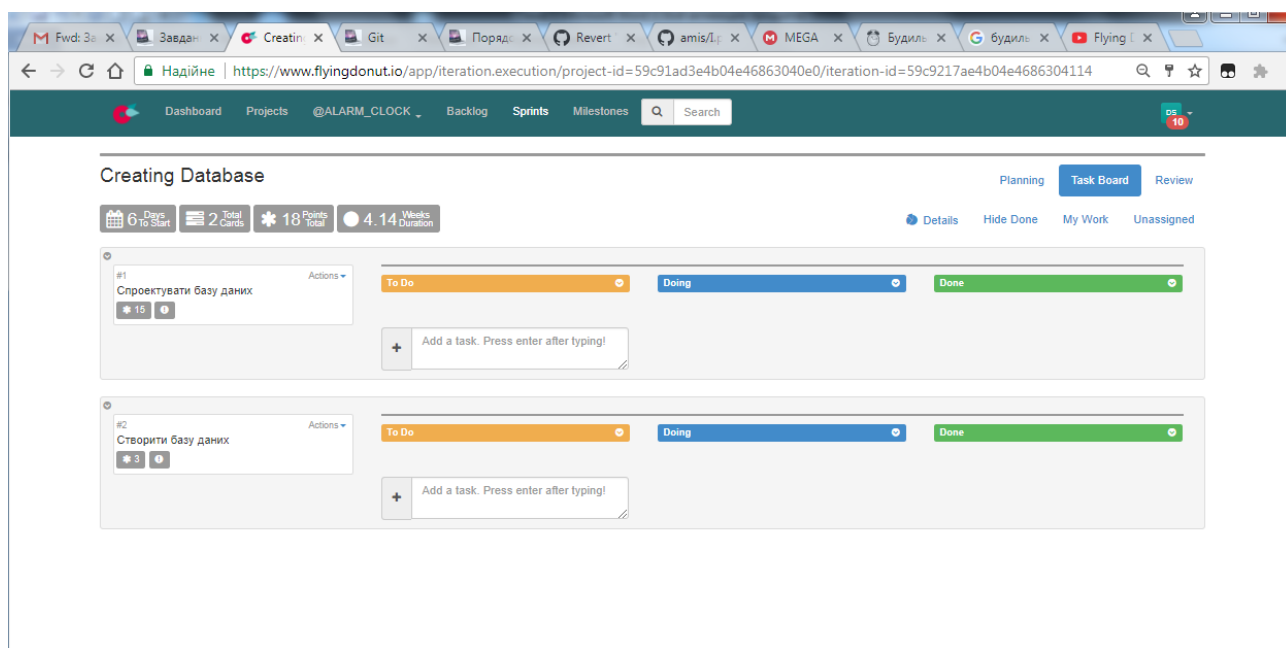 Fwd: За
Завдан
Creatin
Git
Поряд
Revert
amis/Lp
MEGA
Будиль
будиль
Flying D
Надійне
https://www.flyingdonut.io/app/iteration.execution/project-id=59c91ad3e4b04e46863040e0/iteration-id=59c9217ae4b04e4686304114
Dashboard Projects @ALARM_CLOCK Backlog Sprints Milestones Search DS
10
Creating Database
Planning Task Board Review
6 Days To Start 2 Total Cards 18 Points Total 4.14 Weeks Duration
Details Hide Done My Work Unassigned
#1 Actions
Спроектувати базу даних
15
To Do Doing Done
+ Add a task. Press enter after typing!
#2 Actions
Створити базу даних
3
To Do Doing Done
+ Add a task. Press enter after typing!